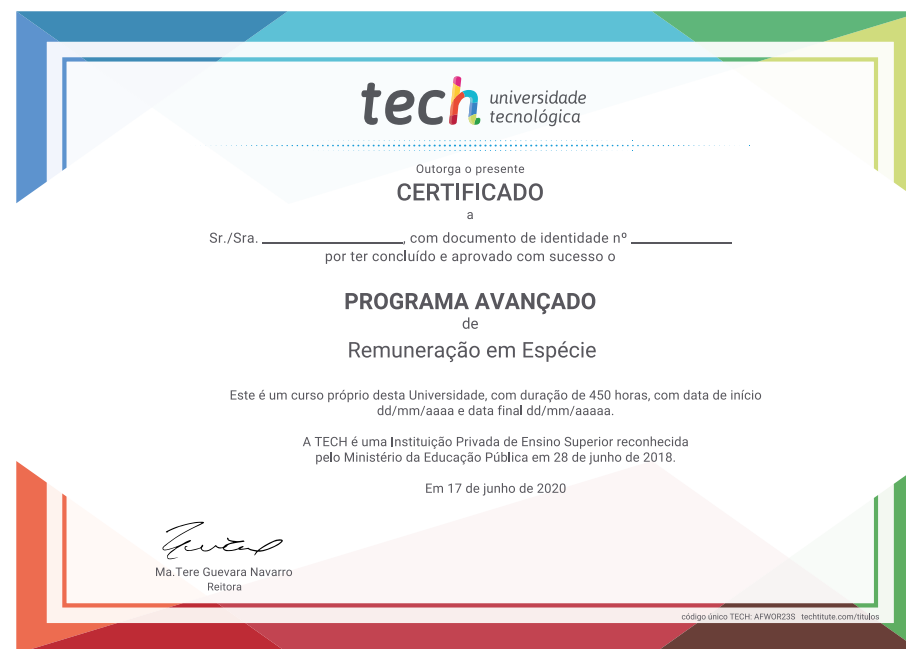 tech universidade
tecnológica
Outorga o presente
CERTIFICADO
a
Sr./Sra. ________________, com documento de identidade nº ____________
por ter concluído e aprovado com sucesso o
PROGRAMA AVANÇADO
de
Remuneração em Espécie
Este é um curso próprio desta Universidade, com duração de 450 horas, com data de início
dd/mm/aaaa e data final dd/mm/aaaaa.
A TECH é uma Instituição Privada de Ensino Superior reconhecida
pelo Ministério da Educação Pública em 28 de junho de 2018.
Em 17 de junho de 2020
Ma.Tere Guevara Navarro
Reitora
código único TECH: AFWOR23S techtitute.com/titulos